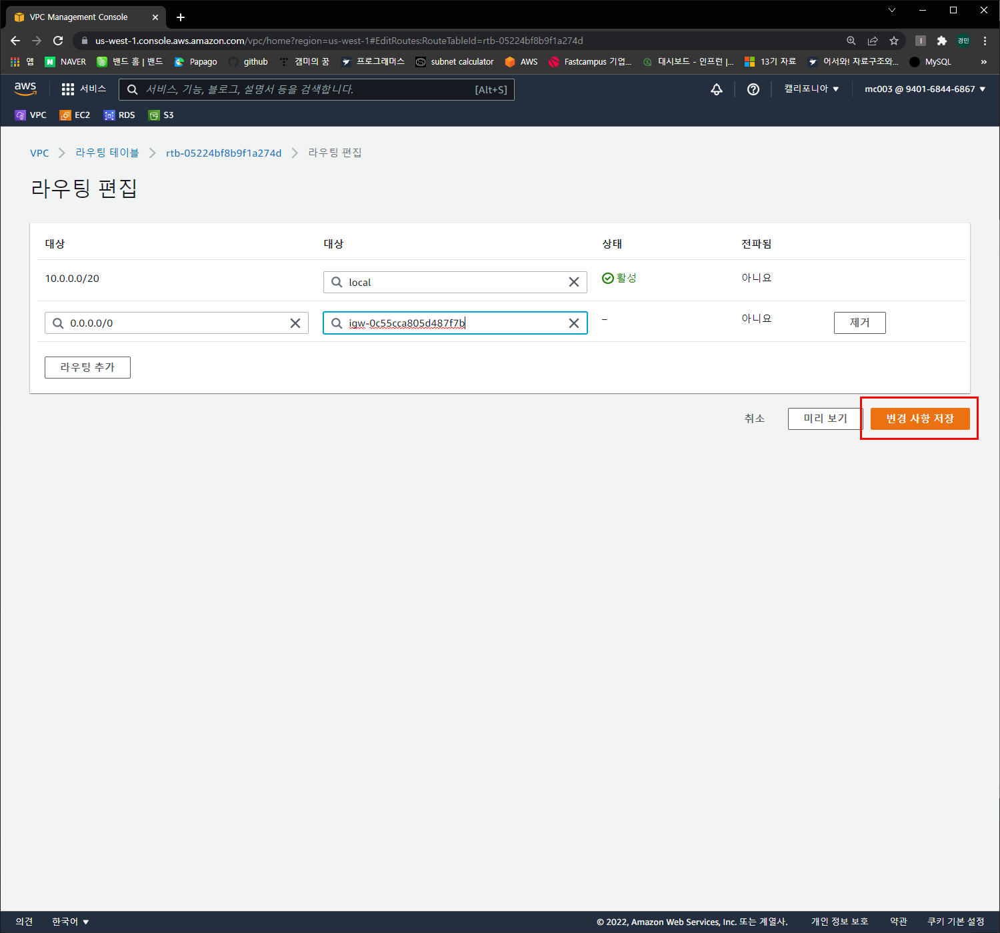 VPC Management Console
us-west-1.console.aws.amazon.com/vpc/home?region=us-west-1#EditRoutes:RouteTableId=rtb-05224bf8b9f1a274d
I
경민
앱
NAVER
밴드 홈 | 밴드
Papago
github
캠미의 꿈
프로그래머스
subnet calculator
AWS
Fastcampus 기업...
대시보드 - 인프런 |...
13기 자료
어서와! 자료구조와...
MySQL
»
aws
서비스
서비스, 기능, 블로그, 설명서 등을 검색합니다.
[Alt+S]
캘리포니아
mc003 @ 9401-6844-6867
VPC
EC2
RDS
S3
VPC
라우팅 테이블
rtb-05224bf8b9f1a274d
라우팅 편집
라우팅 편집
대상
대상
상태
전파됨
10.0.0.0/20
local
활성
아니요
0.0.0.0/0
igw-0c55cca805d487f7b
–
아니요
제거
라우팅 추가
취소
미리 보기
변경 사항 저장
의견
한국어
© 2022, Amazon Web Services, Inc. 또는 계열사.
개인 정보 보호
약관
쿠키 기본 설정